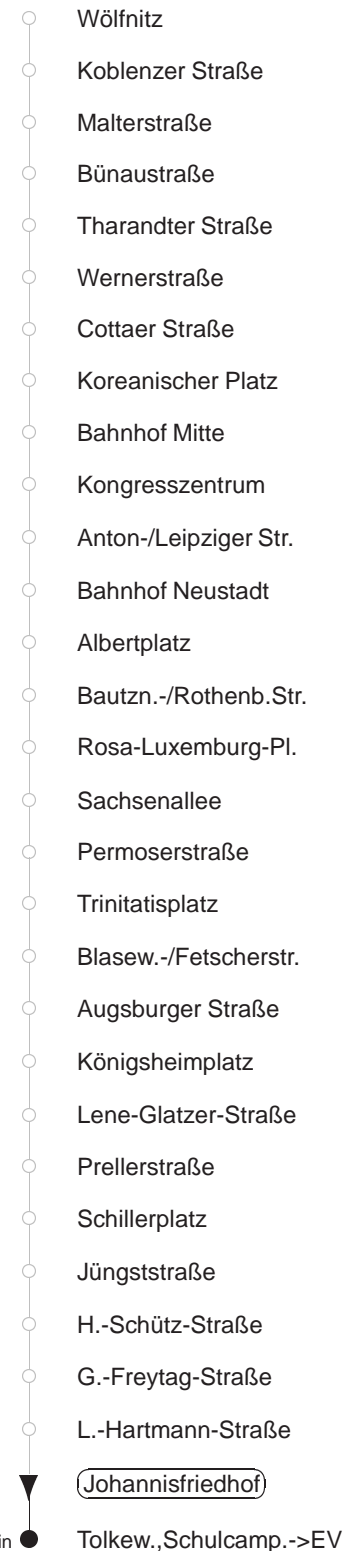 Wölfnitz
Koblenzer Straße
Malterstraße
Bünaustraße
Tharandter Straße
Wernerstraße
Cottaer Straße
Koreanischer Platz
Bahnhof Mitte
Kongresszentrum
Anton-/Leipziger Str.
Bahnhof Neustadt
Albertplatz
Bautzn.-/Rothenb.Str.
Rosa-Luxemburg-Pl.
Sachsenallee
Permoserstraße
Trinitatisplatz
Blasew.-/Fetscherstr.
Augsburger Straße
Königsheimplatz
Lene-Glatzer-Straße
Prellerstraße
Schillerplatz
Jüngststraße
H.-Schütz-Straße
G.-Freytag-Straße
L.-Hartmann-Straße
Johannisfriedhof
Tolkew.,Schulcamp.->EV